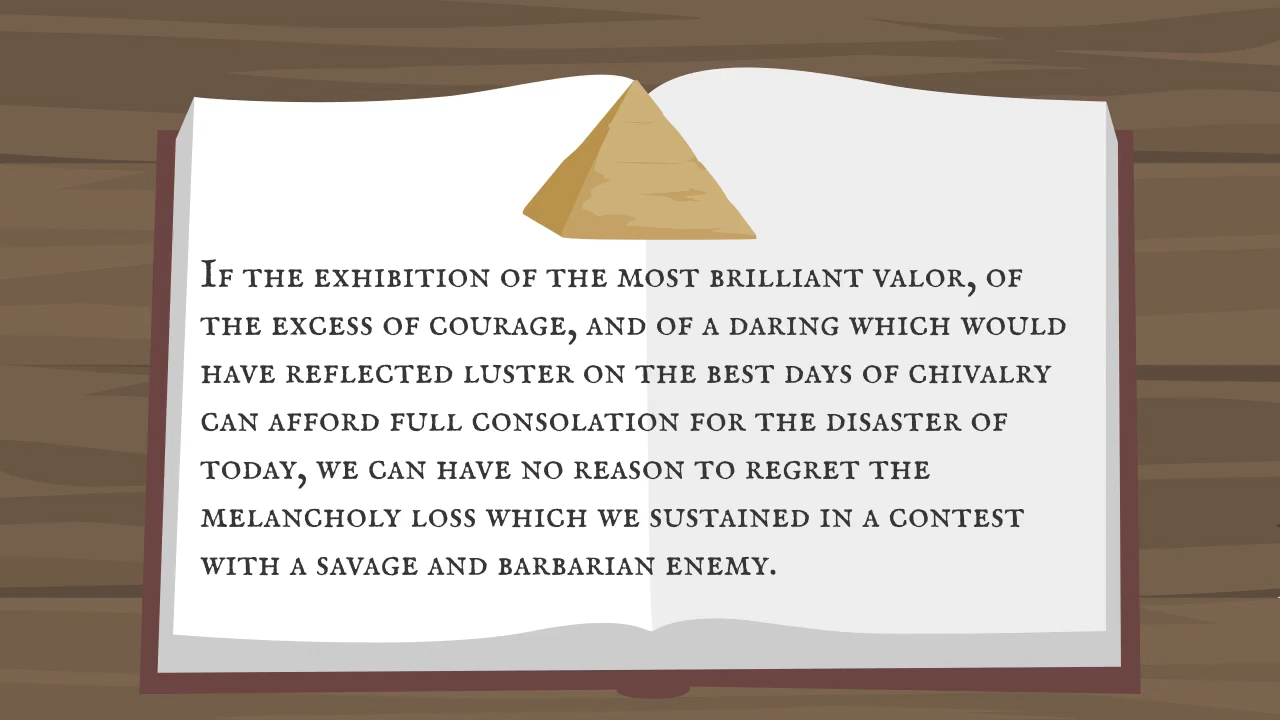 If the exhibition of the most brilliant valor, of
the excess of courage, and of a daring which would
have reflected luster on the best days of chivalry
can afford full consolation for the disaster of
today, we can have no reason to regret the
melancholy loss which we sustained in a contest
with a savage and barbarian enemy.